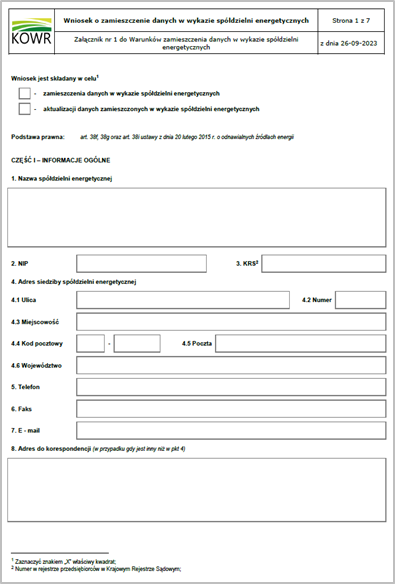 KOWR
Wniosek o zamieszczenie danych w wykazie spółdzielni energetycznych
Strona 1 z 7
Załącznik nr 1 do Warunków zamieszczenia danych w wykazie spółdzielni
energetycznych
z dnia 26-09-2023
Wniosek jest składany w celu¹
- zamieszczenia danych w wykazie spółdzielni energetycznych
- aktualizacji danych zamieszczonych w wykazie spółdzielni energetycznych
Podstawa prawna: art. 38f, 38g oraz art. 38i ustawy z dnia 20 lutego 2015 r. o odnawialnych źródłach energii
CZĘŚĆ I – INFORMACJE OGÓLNE
1. Nazwa spółdzielni energetycznej
2. NIP 3. KRS²
4. Adres siedziby spółdzielni energetycznej
4.1 Ulica 4.2 Numer
4.3 Miejscowość
4.4 Kod pocztowy - 4.5 Poczta
4.6 Województwo
5. Telefon
6. Faks
7. E - mail
8. Adres do korespondencji (w przypadku gdy jest inny niż w pkt 4)
¹ Zaznaczyć znakiem „X” właściwy kwadrat;
² Numer w rejestrze przedsiębiorców w Krajowym Rejestrze Sądowym;